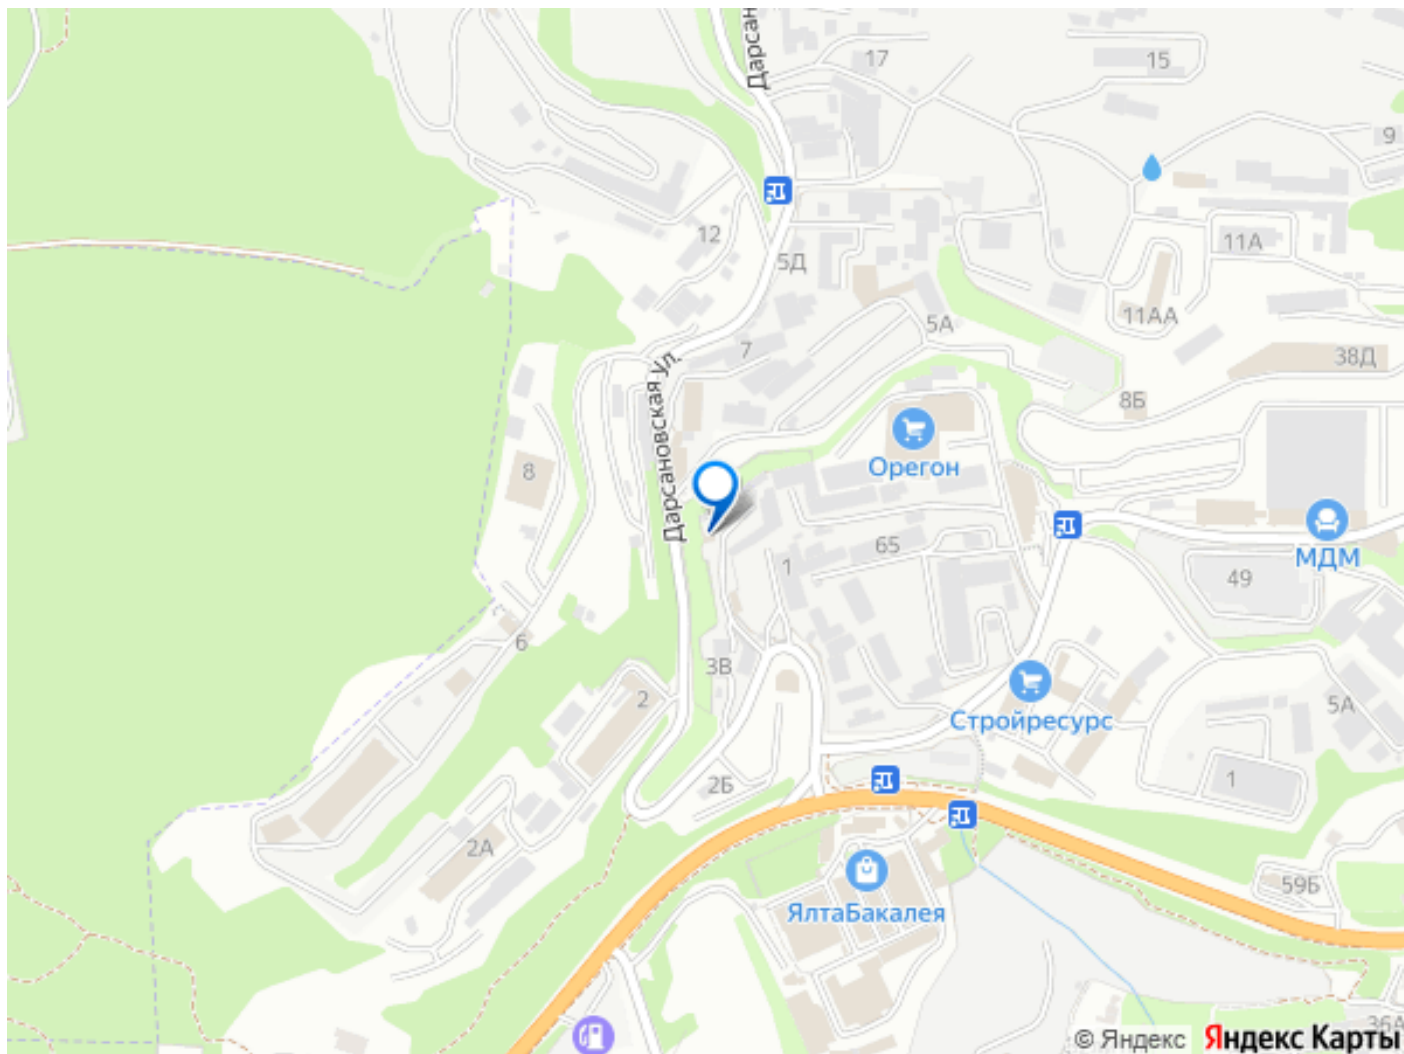 Дарсан
17
15
9
12
11А
5Д
11АА
5А
7
38Д
Дарсановская Ул.
8Б
Орегон
8
65
1
МДМ
49
6
3В
2
Стройресурс
5А
2Б
1
2А
59Б
ЯлтаБакалея
36А
© Яндекс Яндекс Карты